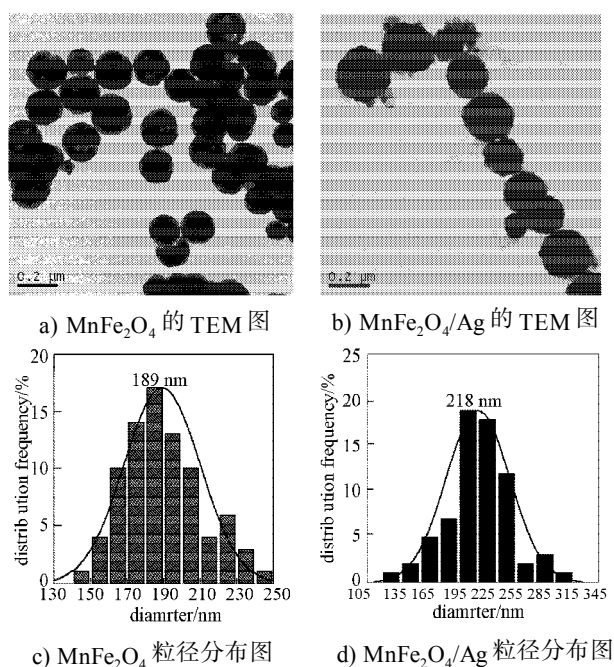 0.2 μm
0.2 μm
a) MnFe₂O₄ 的 TEM 图
b) MnFe₂O₄/Ag 的 TEM 图
20
15
10
5
189 nm
distrib ution frequency/%
130 150 170 190 210 230 250
diamrter/nm
25
20
15
10
5
0
218 nm
distrib ution frequency/%
105 135 165 195 225 255 285 315 345
diamrter/nm
c) MnFe₂O₄ 粒径分布图
d) MnFe₂O₄/Ag 粒径分布图